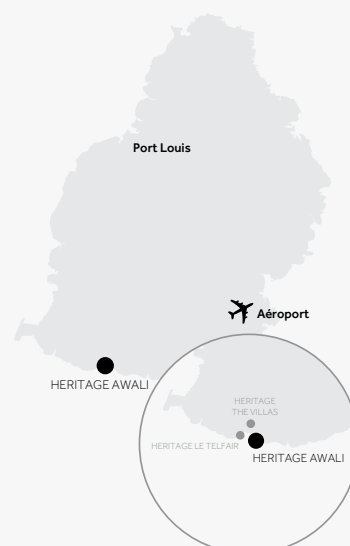 Port Louis
Aéroport
HERITAGE AWALI
HERITAGE
THE VILLAS
HERITAGE LE TELFAIR
HERITAGE AWALI